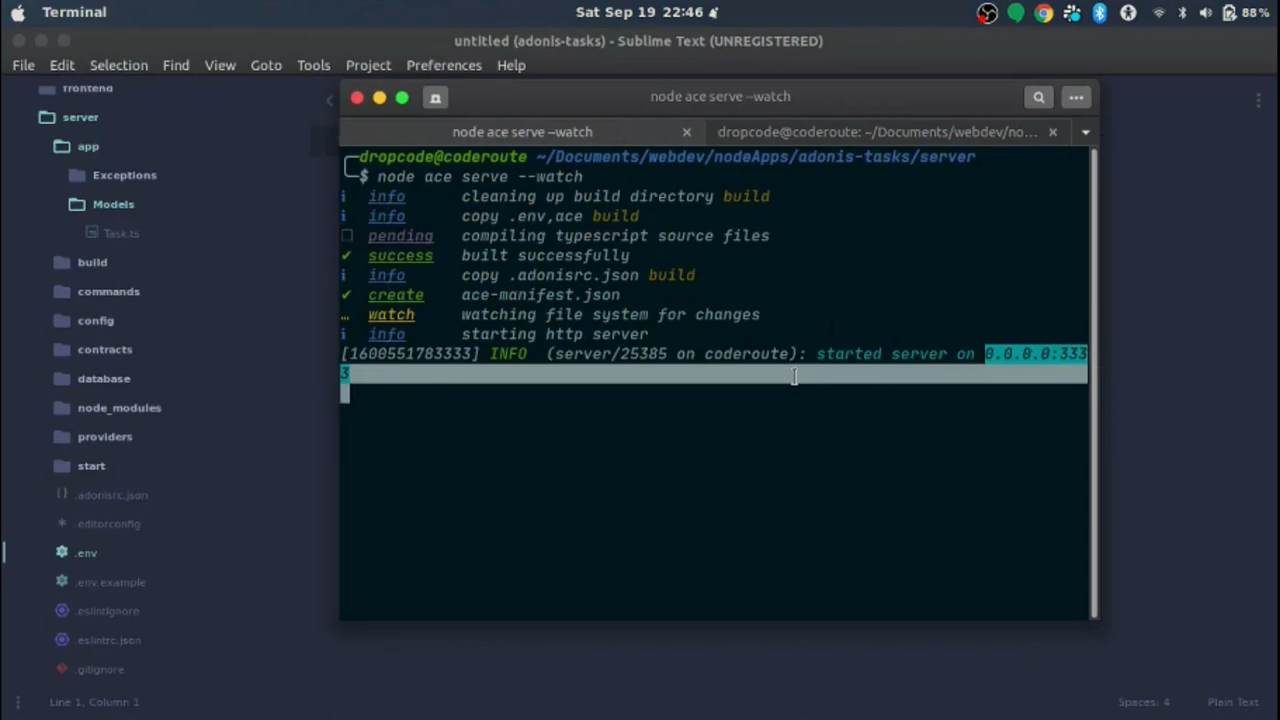 Terminal
Sat Sep 19 22:46
88%
untitled (adonis-tasks) - Sublime Text (UNREGISTERED)
File Edit Selection Find View Goto Tools Project Preferences Help
frontend
server
app
Exceptions
Models
Task.ts
build
commands
config
contracts
database
node_modules
providers
start
.adonisrc.json
.editorconfig
.env
.env.example
.eslintignore
.eslintrc.json
.gitignore
node ace serve --watch
node ace serve --watch
dropcode@coderoute: ~/Documents/webdev/no...
dropcode@coderoute ~/Documents/webdev/nodeApps/adonis-tasks/server
$ node ace serve --watch
i info cleaning up build directory build
i info copy .env,ace build
□ pending compiling typescript source files
✔ success built successfully
i info copy .adonisrc.json build
✔ create ace-manifest.json
… watch watching file system for changes
i info starting http server
[1600551783333] INFO (server/25385 on coderoute): started server on 0.0.0.0:333
3
Line 1, Column 1
Spaces: 4
Plain Text